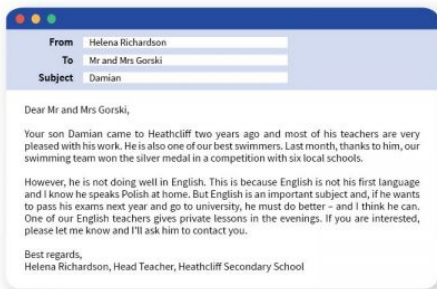 From Helena Richardson
To Mr and Mrs Gorski
Subject Damian
Dear Mr and Mrs Gorski,
Your son Damian came to Heathcliff two years ago and most of his teachers are very
pleased with his work. He is also one of our best swimmers. Last month, thanks to him, our
swimming team won the silver medal in a competition with six local schools.
However, he is not doing well in English. This is because English is not his first language
and I know he speaks Polish at home. But English is an important subject and, if he wants
to pass his exams next year and go to university, he must do better – and I think he can.
One of our English teachers gives private lessons in the evenings. If you are interested,
please let me know and I'll ask him to contact you.
Best regards,
Helena Richardson, Head Teacher, Heathcliff Secondary School